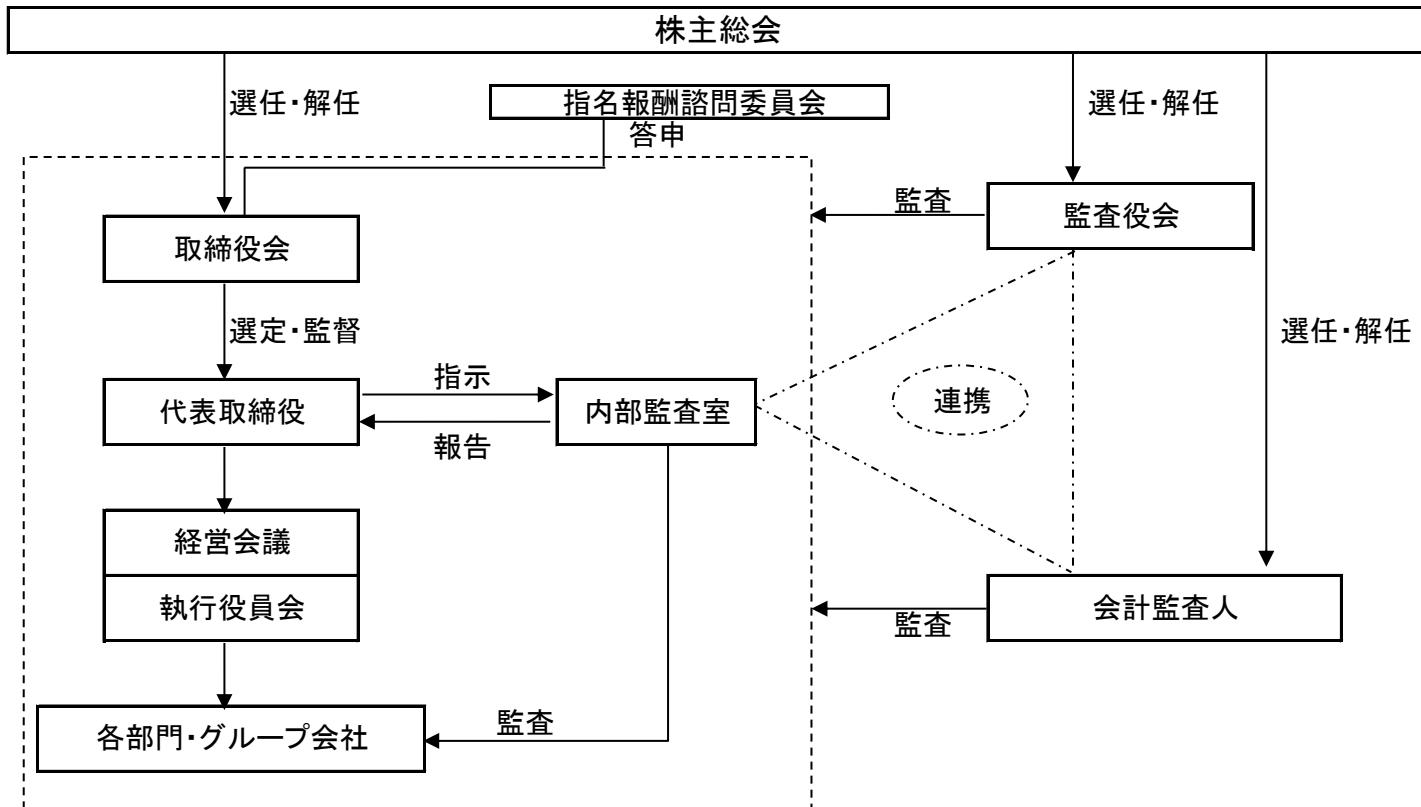 株主総会
選任・解任
指名報酬諮問委員会
答申
選任・解任
監査
監査役会
取締役会
選定・監督
選任・解任
指示
代表取締役
内部監査室
連携
報告
経営会議
執行役員会
会計監査人
監査
各部門・グループ会社
監査